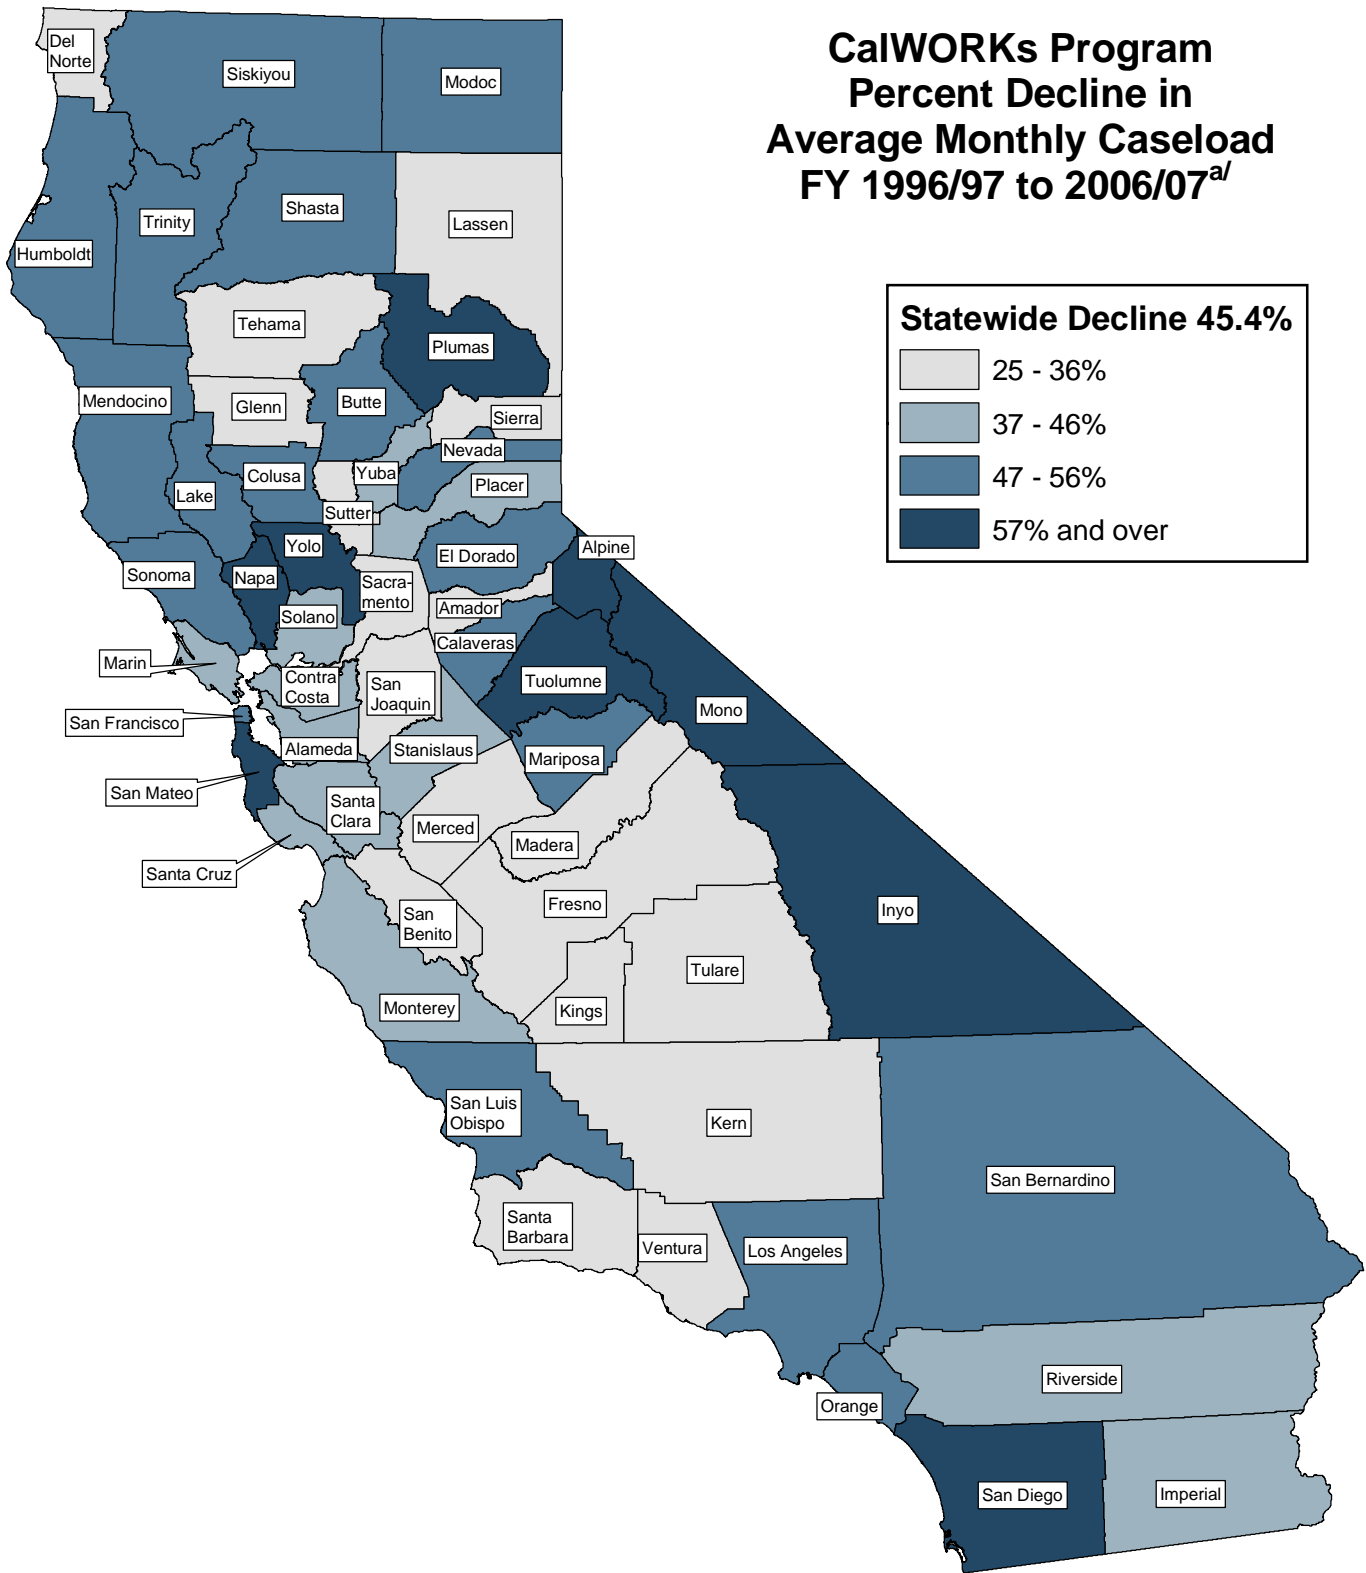 CalWORKs Program
Percent Decline in
Average Monthly Caseload
FY 1996/97 to 2006/07a/
Statewide Decline 45.4%
25 - 36%
37 - 46%
47 - 56%
57% and over
Del
Norte
Siskiyou
Modoc
Humboldt
Trinity
Shasta
Lassen
Tehama
Plumas
Mendocino
Glenn
Butte
Sierra
Nevada
Lake
Colusa
Yuba
Placer
Sutter
Yolo
El Dorado
Alpine
Sonoma
Napa
Sacra-
mento
Solano
Amador
Calaveras
Marin
Contra
Costa
San
Joaquin
Tuolumne
Mono
San Francisco
Alameda
Stanislaus
Mariposa
San Mateo
Santa
Clara
Merced
Madera
Santa Cruz
Fresno
Inyo
San
Benito
Tulare
Monterey
Kings
San Luis
Obispo
Kern
San Bernardino
Santa
Barbara
Ventura
Los Angeles
Riverside
Orange
San Diego
Imperial